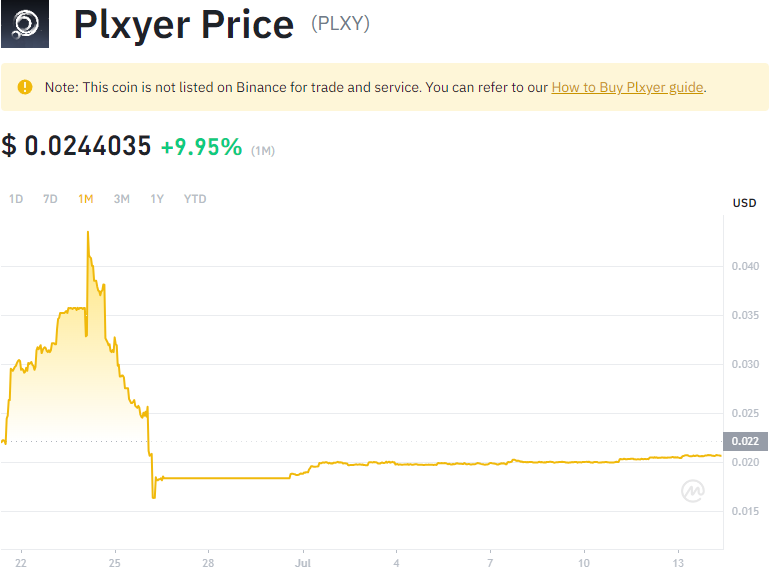 Plxyer Price (PLXY)
Note: This coin is not listed on Binance for trade and service. You can refer to our How to Buy Plxyer guide.
$ 0.0244035 +9.95% (1M)
1D 7D 1M 3M 1Y YTD
USD
0.040
0.035
0.030
0.025
0.022
0.020
0.015
22 25 28 Jul 4 7 10 13